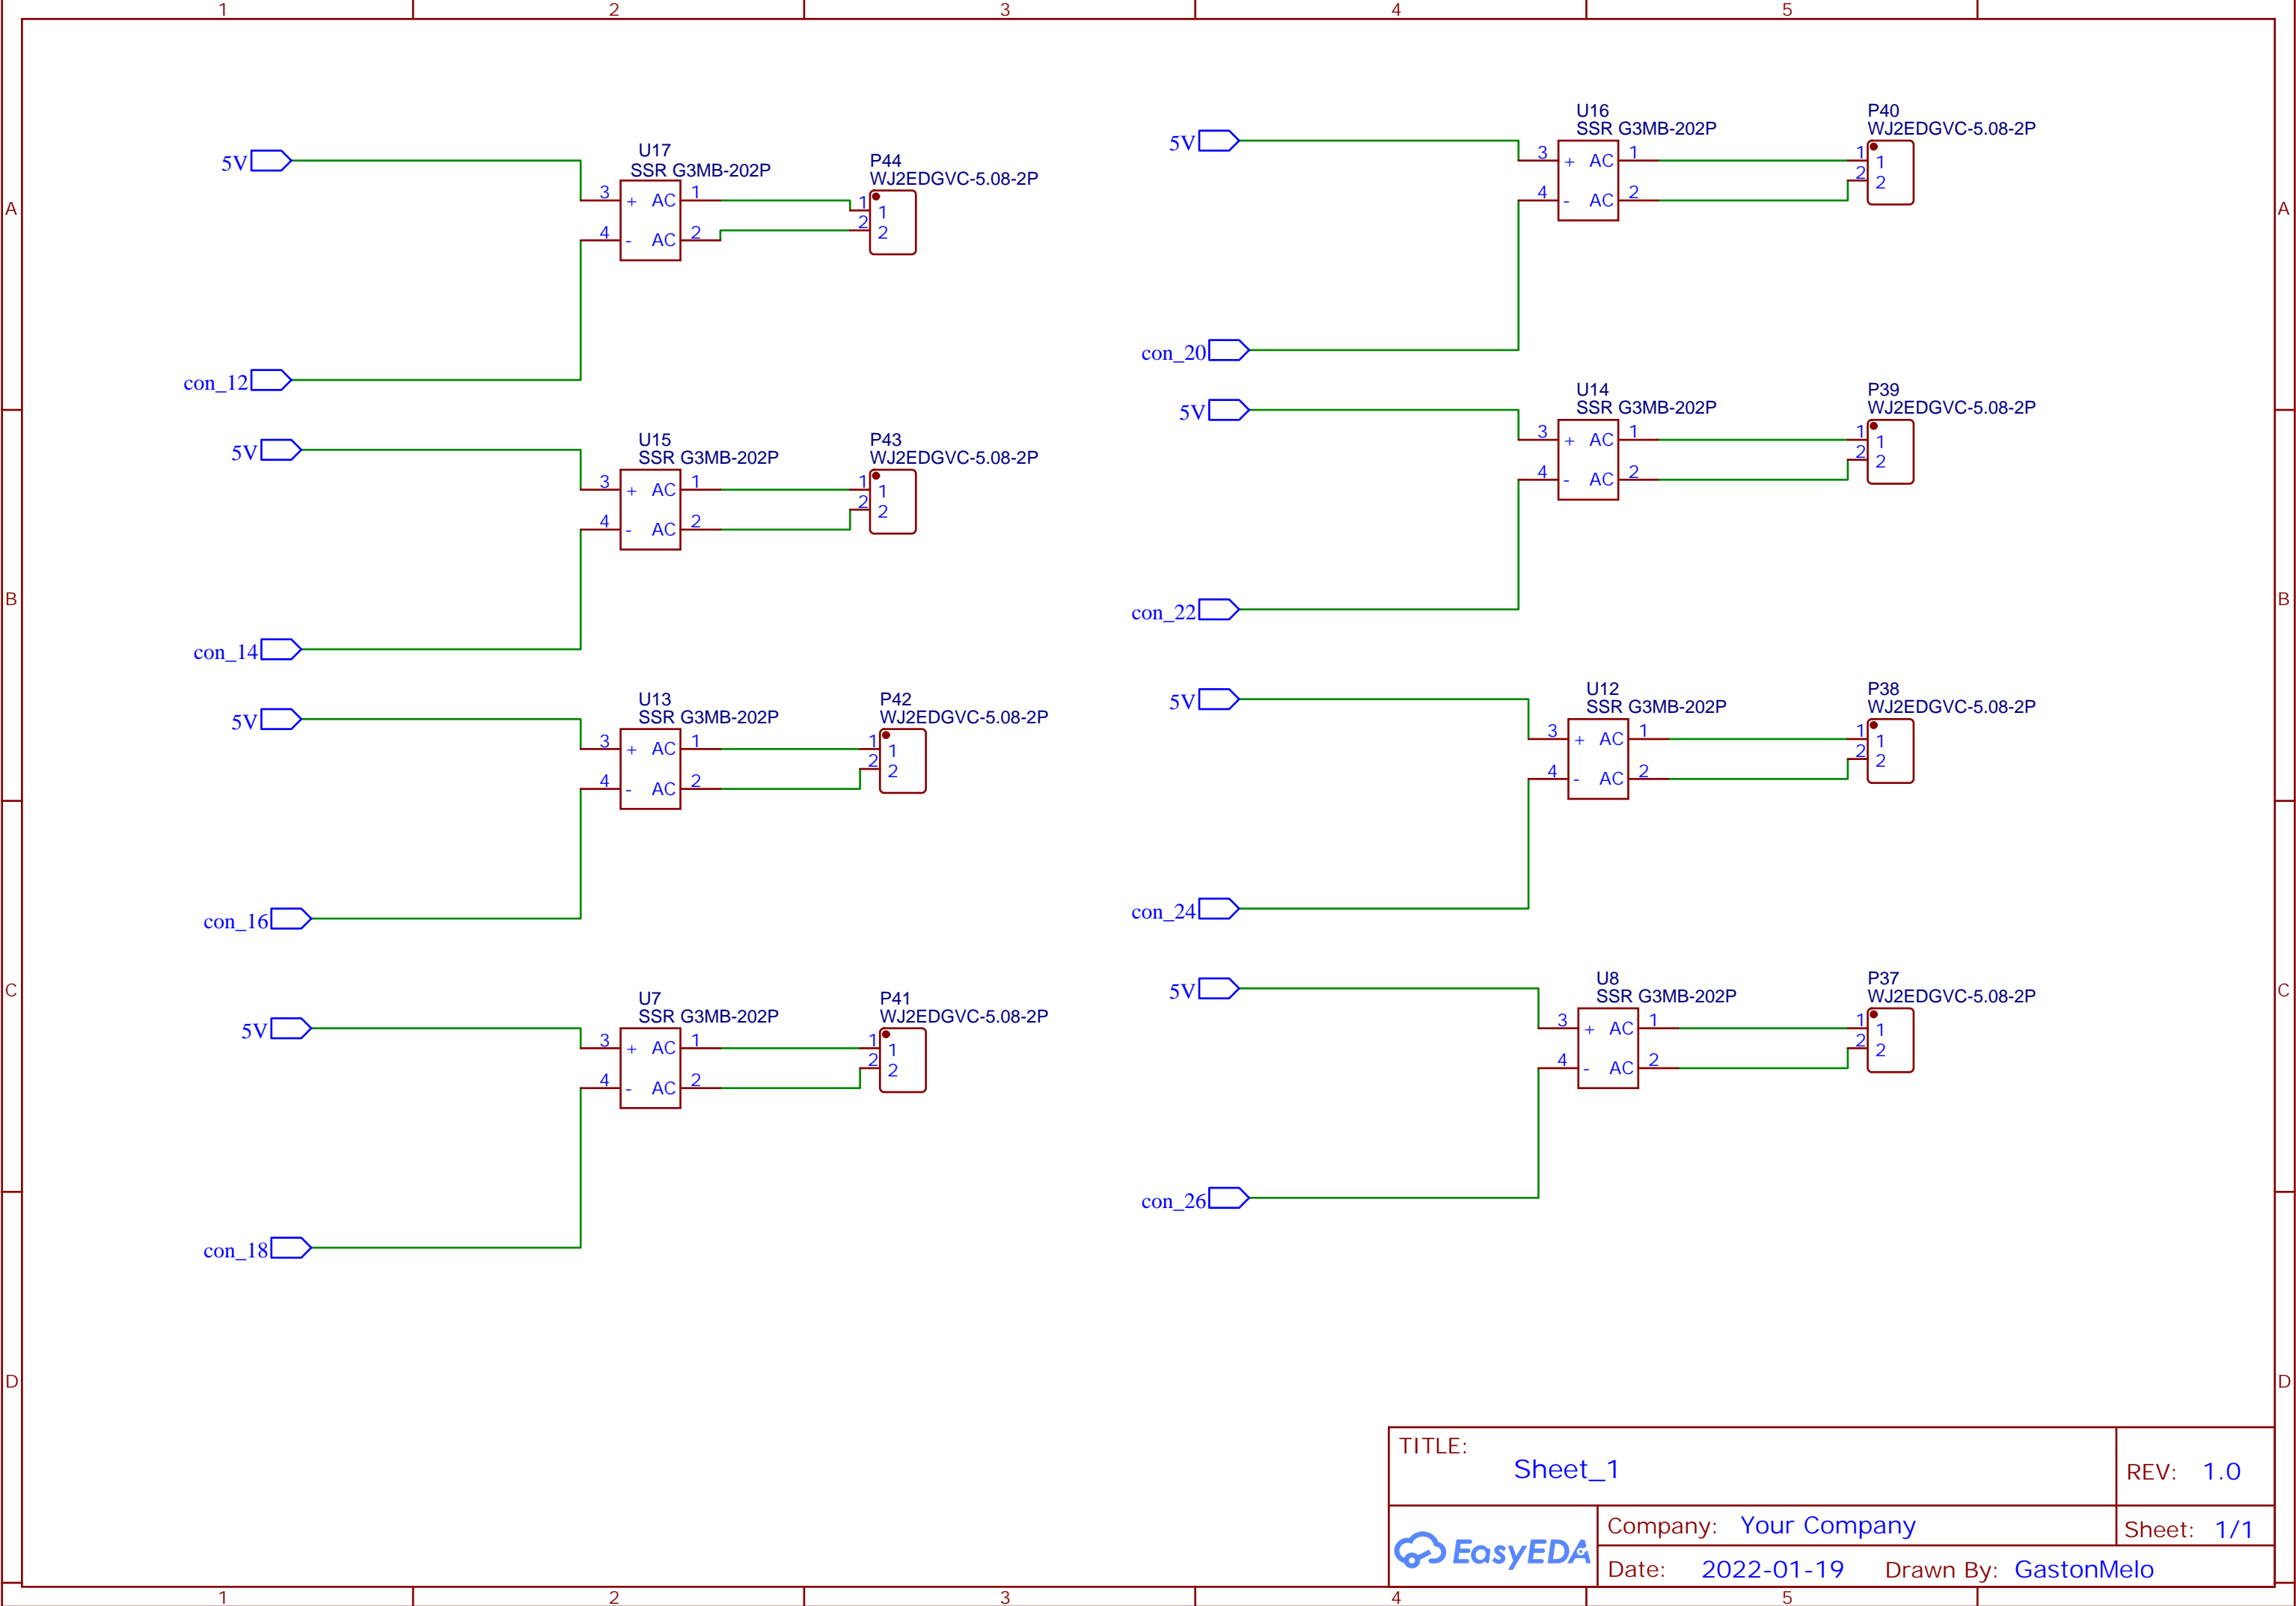 1 2 3 4 5
A
B
C
D
A
B
C
D
5V
U17
SSR G3MB-202P
3 + AC 1
4 - AC 2
P44
WJ2EDGVC-5.08-2P
1 1
2 2
con_12
5V
U15
SSR G3MB-202P
3 + AC 1
4 - AC 2
P43
WJ2EDGVC-5.08-2P
1 1
2 2
con_14
5V
U13
SSR G3MB-202P
3 + AC 1
4 - AC 2
P42
WJ2EDGVC-5.08-2P
1 1
2 2
con_16
5V
U7
SSR G3MB-202P
3 + AC 1
4 - AC 2
P41
WJ2EDGVC-5.08-2P
1 1
2 2
con_18
5V
U16
SSR G3MB-202P
3 + AC 1
4 - AC 2
P40
WJ2EDGVC-5.08-2P
1 1
2 2
con_20
5V
U14
SSR G3MB-202P
3 + AC 1
4 - AC 2
P39
WJ2EDGVC-5.08-2P
1 1
2 2
con_22
5V
U12
SSR G3MB-202P
3 + AC 1
4 - AC 2
P38
WJ2EDGVC-5.08-2P
1 1
2 2
con_24
5V
U8
SSR G3MB-202P
3 + AC 1
4 - AC 2
P37
WJ2EDGVC-5.08-2P
1 1
2 2
con_26
TITLE:
Sheet_1
REV: 1.0
EasyEDA
Company: Your Company
Sheet: 1/1
Date: 2022-01-19 Drawn By: GastonMelo
1 2 3 4 5